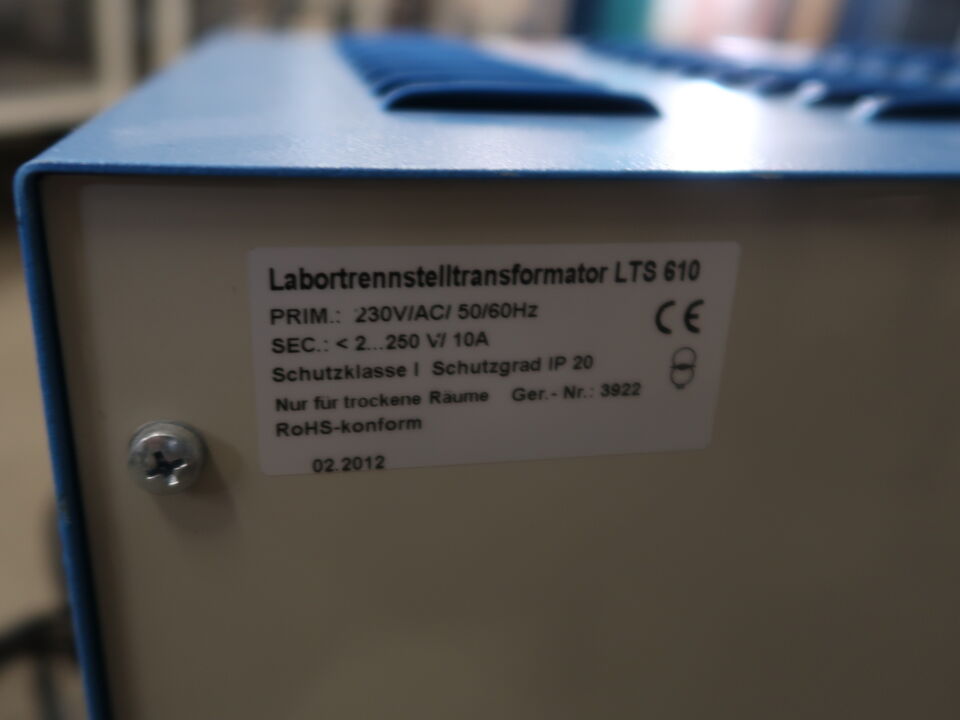 Labortrennstelltransformator LTS 610
PRIM.: 230V/AC/ 50/60Hz
SEC.: < 2...250 V/ 10A
Schutzklasse I Schutzgrad IP 20
Nur für trockene Räume Ger.- Nr.: 3922
RoHS-konform
02.2012
CE